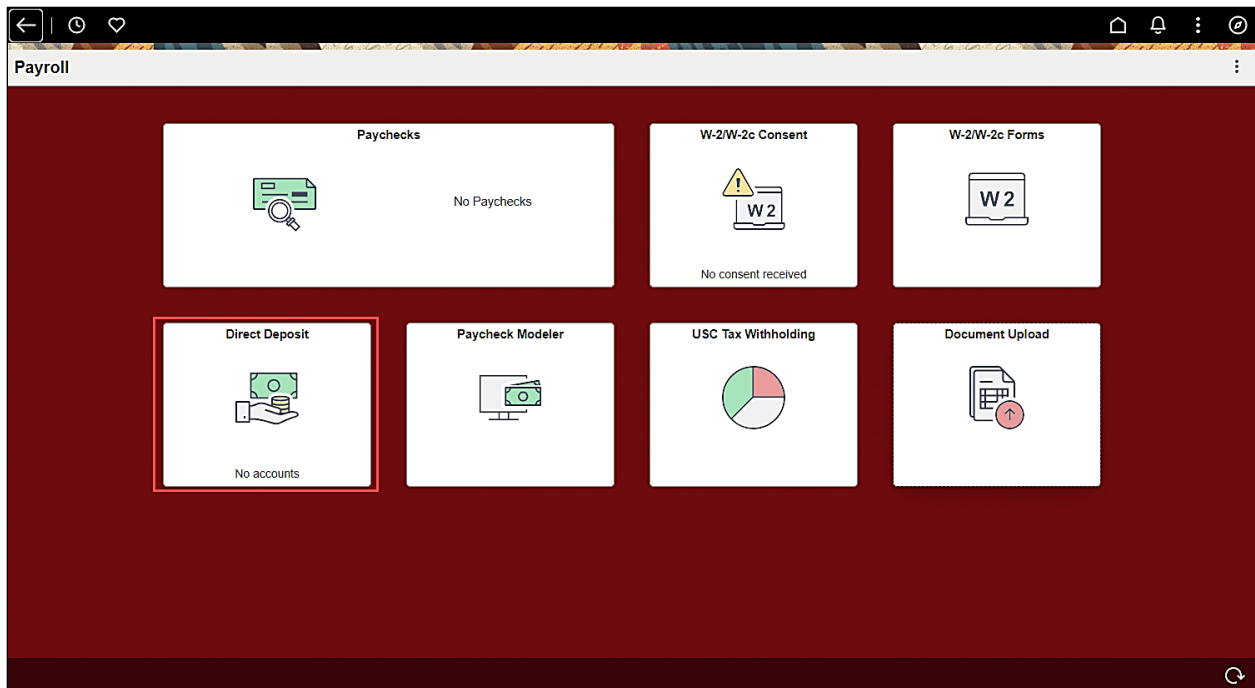 Payroll
Paychecks
No Paychecks
W-2/W-2c Consent
W2
No consent received
W-2/W-2c Forms
W2
Direct Deposit
No accounts
Paycheck Modeler
USC Tax Withholding
Document Upload